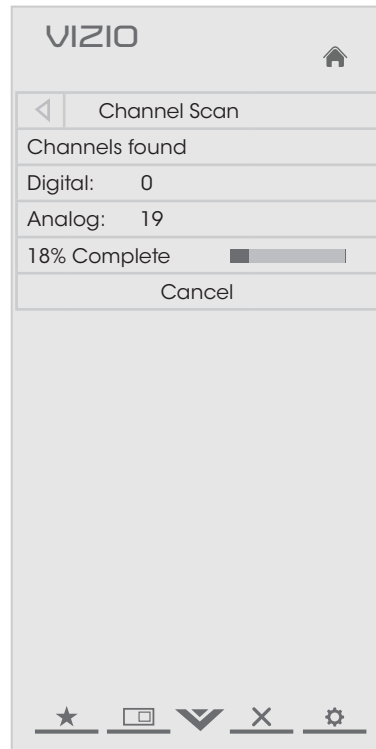 VIZIO
Channel Scan
Channels found
Digital: 0
Analog: 19
18% Complete
Cancel